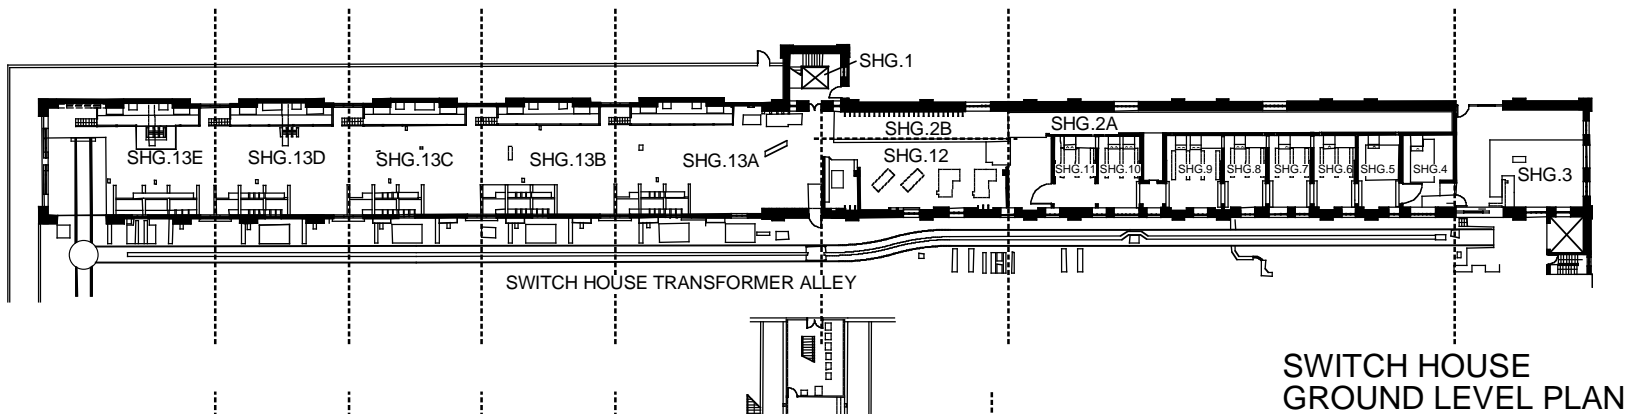 SHG.1
SHG.2B
SHG.2A
SHG.13E
SHG.13D
SHG.13C
SHG.13B
SHG.13A
SHG.12
SHG.11
SHG.10
SHG.9
SHG.8
SHG.7
SHG.6
SHG.5
SHG.4
SHG.3
SWITCH HOUSE TRANSFORMER ALLEY
SWITCH HOUSE
GROUND LEVEL PLAN